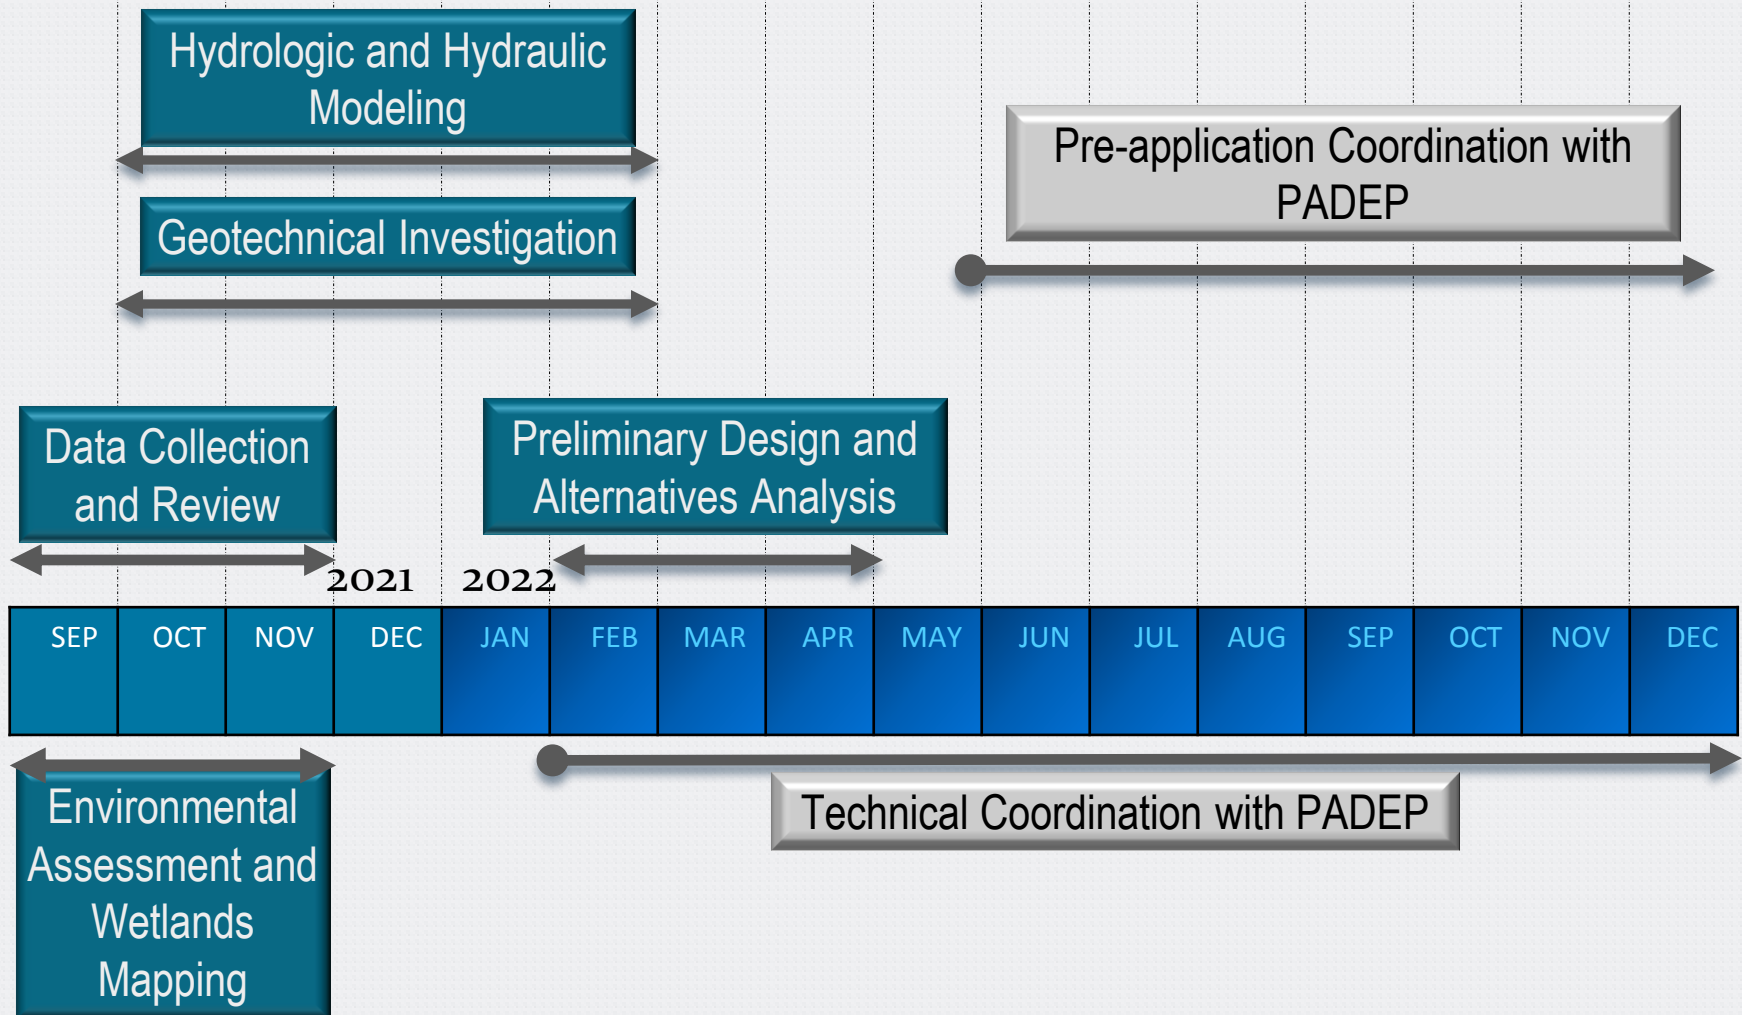 Hydrologic and Hydraulic
Modeling
Pre-application Coordination with
PADEP
Geotechnical Investigation
Data Collection
and Review
Preliminary Design and
Alternatives Analysis
2021 2022
SEP OCT NOV DEC JAN FEB MAR APR MAY JUN JUL AUG SEP OCT NOV DEC
Environmental
Assessment and
Wetlands
Mapping
Technical Coordination with PADEP